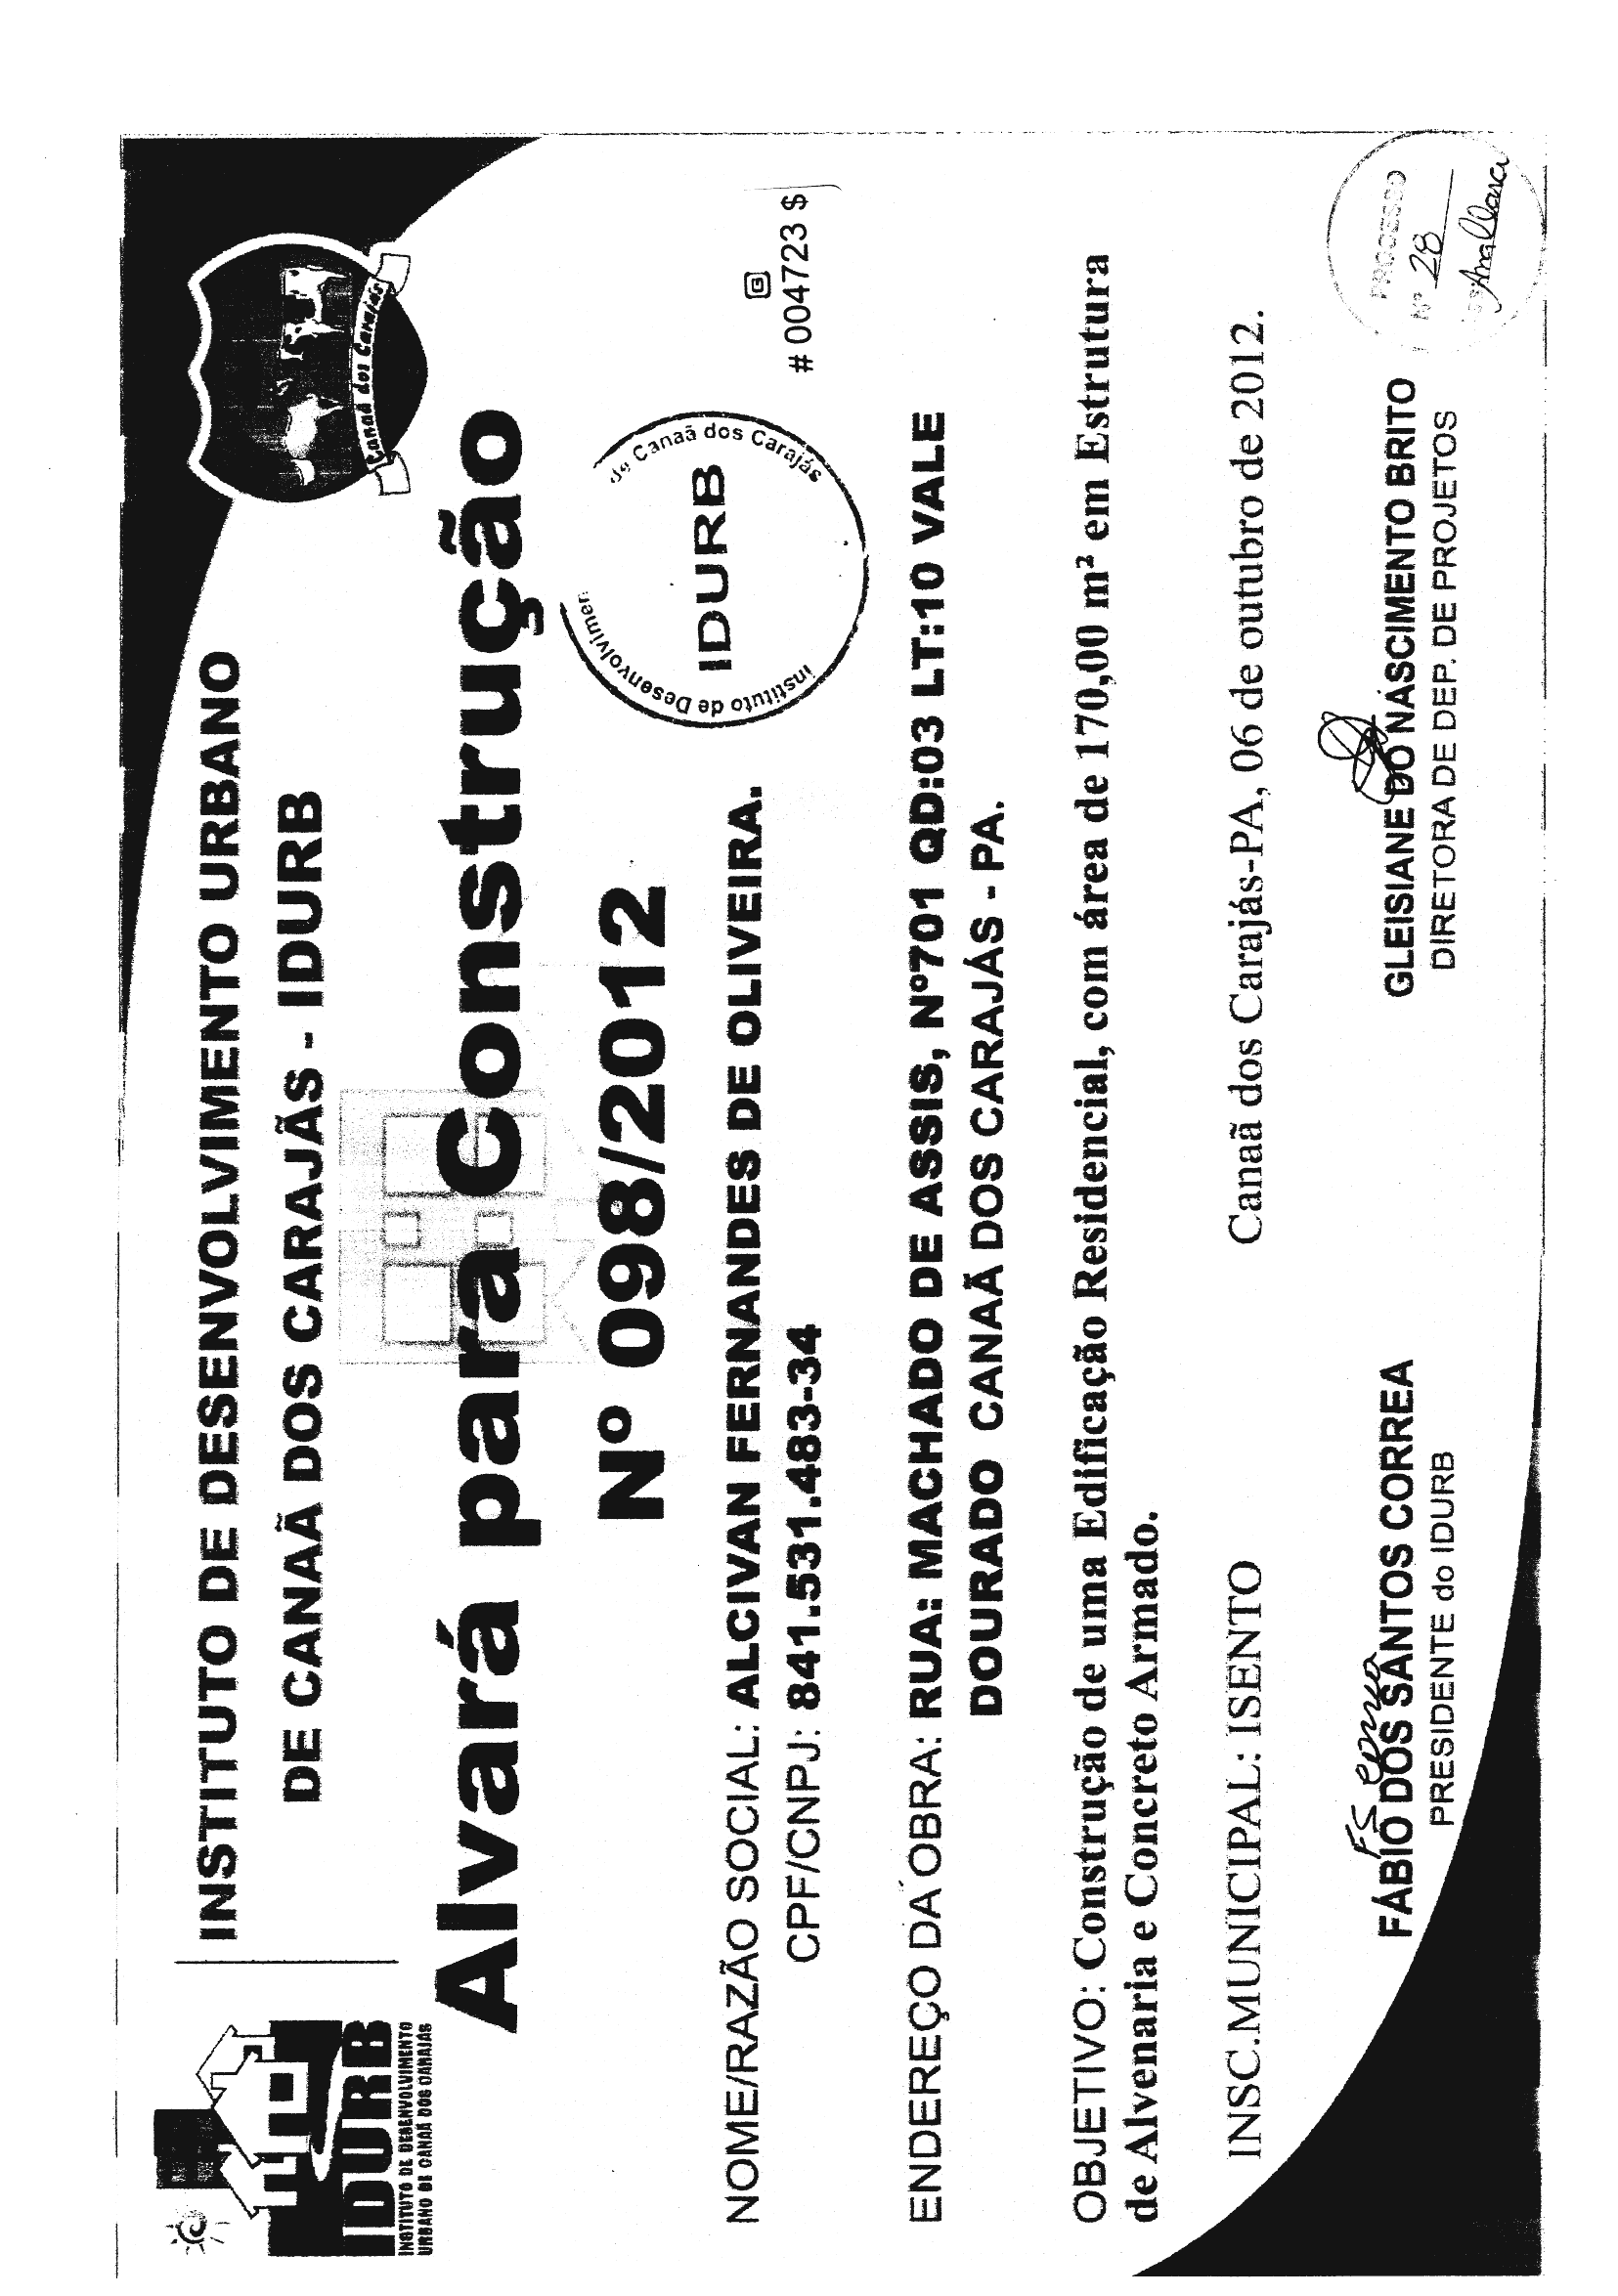 IDURB
INSTITUTO DE DESENVOLVIMENTO
URBANO DE CANAÃ DOS CARAJÁS
INSTITUTO DE DESENVOLVIMENTO URBANO
DE CANAÃ DOS CARAJÃS - IDURB
Canaã dos Carajás
Alvará para Construção
Nº 098/2012
Instituto de Desenvolvimen
de Canaã dos Carajás
IDURB
NOME/RAZÃO SOCIAL: ALCIVAN FERNANDES DE OLIVEIRA.
CPF/CNPJ: 841.531.483-34
# 004723 $
ENDEREÇO DA OBRA: RUA: MACHADO DE ASSIS, Nº701 QD:03 LT:10 VALE
DOURADO CANAÃ DOS CARAJÁS - PA.
OBJETIVO: Construção de uma Edificação Residencial, com área de 170,00 m² em Estrutura
de Alvenaria e Concreto Armado.
INSC.MUNICIPAL: ISENTO
Canaã dos Carajás-PA, 06 de outubro de 2012.
FÁBIO DOS SANTOS CORREA
PRESIDENTE do IDURB
GLEISIANE DO NASCIMENTO BRITO
DIRETORA DE DEP. DE PROJETOS
PROCESSO
Nº 28